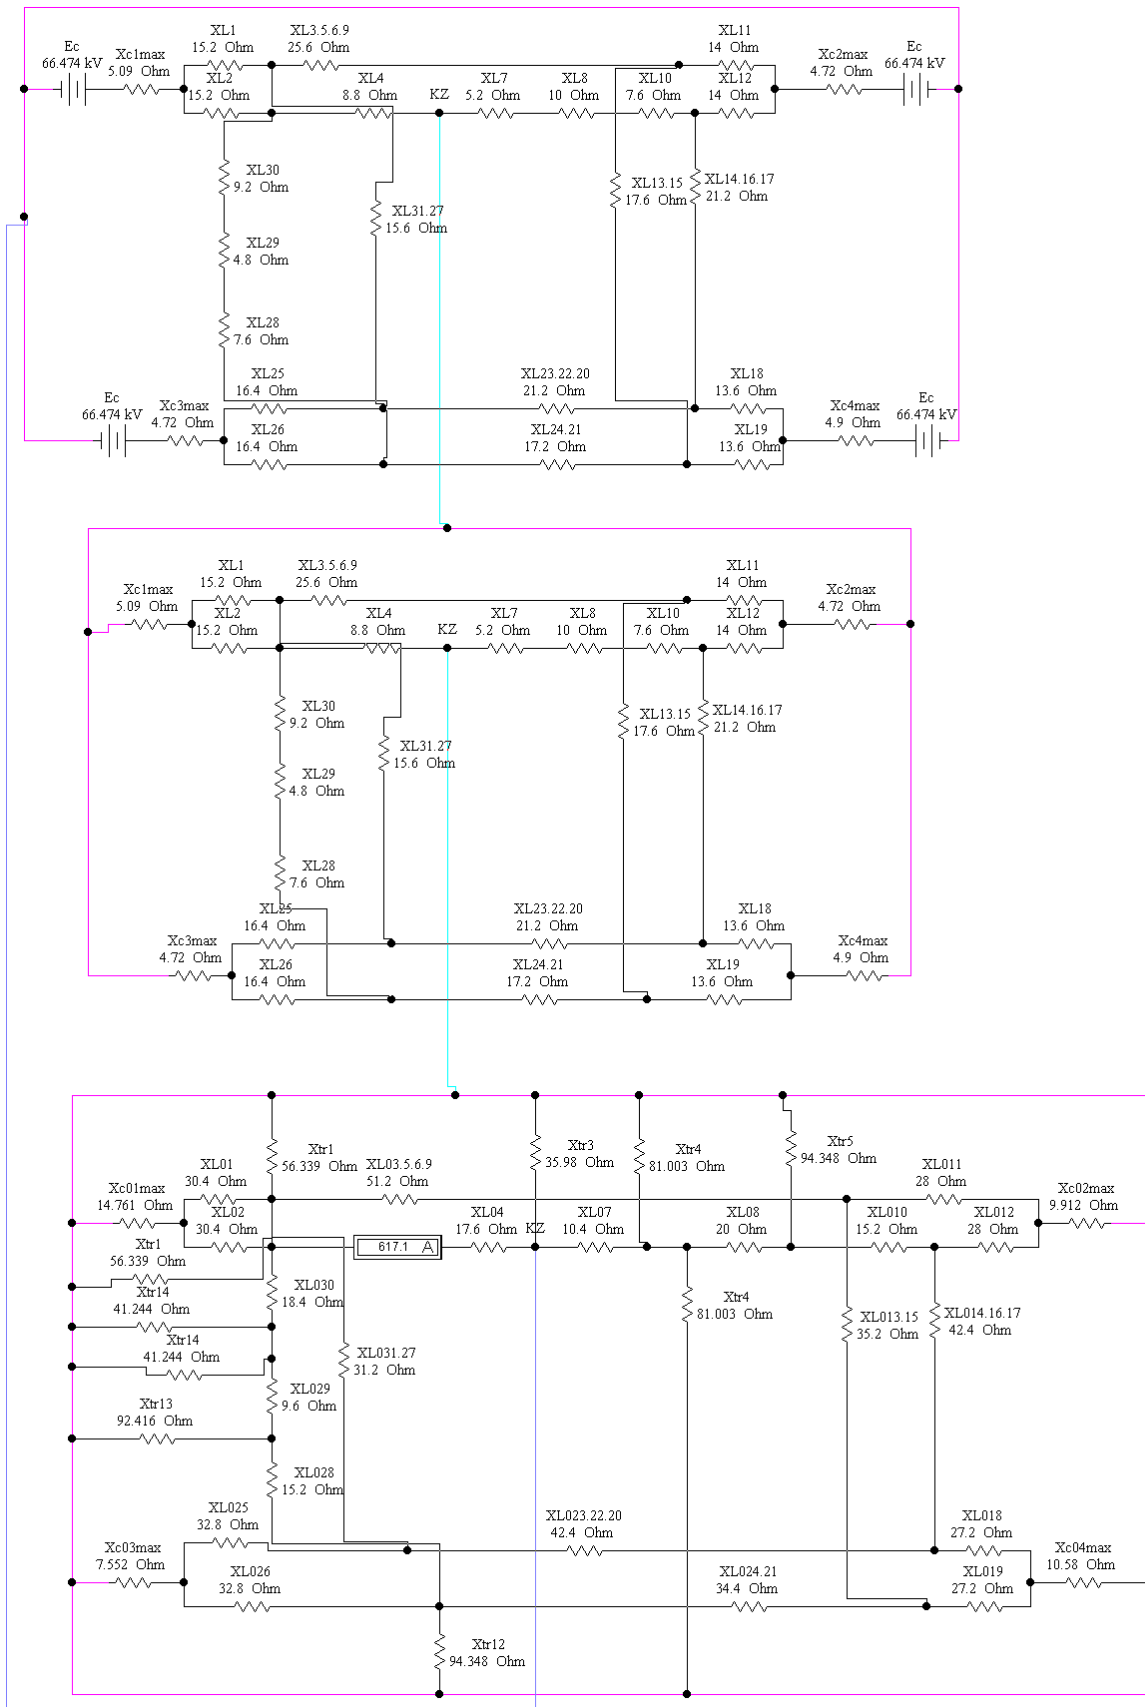 Ec
66.474 kV
Xc1max
5.09 Ohm
XL1
15.2 Ohm
XL3.5.6.9
25.6 Ohm
XL11
14 Ohm
Xc2max
4.72 Ohm
Ec
66.474 kV
XL2
15.2 Ohm
XL4
8.8 Ohm
KZ
XL7
5.2 Ohm
XL8
10 Ohm
XL10
7.6 Ohm
XL12
14 Ohm
XL30
9.2 Ohm
XL31.27
15.6 Ohm
XL13.15
17.6 Ohm
XL14.16.17
21.2 Ohm
XL29
4.8 Ohm
XL28
7.6 Ohm
Ec
66.474 kV
Xc3max
4.72 Ohm
XL25
16.4 Ohm
XL23.22.20
21.2 Ohm
XL18
13.6 Ohm
Xc4max
4.9 Ohm
Ec
66.474 kV
XL26
16.4 Ohm
XL24.21
17.2 Ohm
XL19
13.6 Ohm
Xc1max
5.09 Ohm
XL1
15.2 Ohm
XL3.5.6.9
25.6 Ohm
XL11
14 Ohm
Xc2max
4.72 Ohm
XL2
15.2 Ohm
XL4
8.8 Ohm
KZ
XL7
5.2 Ohm
XL8
10 Ohm
XL10
7.6 Ohm
XL12
14 Ohm
XL30
9.2 Ohm
XL31.27
15.6 Ohm
XL13.15
17.6 Ohm
XL14.16.17
21.2 Ohm
XL29
4.8 Ohm
XL28
7.6 Ohm
Xc3max
4.72 Ohm
XL25
16.4 Ohm
XL23.22.20
21.2 Ohm
XL18
13.6 Ohm
Xc4max
4.9 Ohm
XL26
16.4 Ohm
XL24.21
17.2 Ohm
XL19
13.6 Ohm
Xtr1
56.339 Ohm
Xtr3
35.98 Ohm
Xtr4
81.003 Ohm
Xtr5
94.348 Ohm
Xc01max
14.761 Ohm
XL01
30.4 Ohm
XL03.5.6.9
51.2 Ohm
XL011
28 Ohm
Xc02max
9.912 Ohm
XL02
30.4 Ohm
617.1 A
XL04
17.6 Ohm
KZ
XL07
10.4 Ohm
XL08
20 Ohm
XL010
15.2 Ohm
XL012
28 Ohm
Xtr1
56.339 Ohm
XL030
18.4 Ohm
Xtr4
81.003 Ohm
XL013.15
35.2 Ohm
XL014.16.17
42.4 Ohm
Xtr14
41.244 Ohm
Xtr14
41.244 Ohm
XL031.27
31.2 Ohm
XL029
9.6 Ohm
Xtr13
92.416 Ohm
XL028
15.2 Ohm
XL025
32.8 Ohm
XL023.22.20
42.4 Ohm
XL018
27.2 Ohm
Xc03max
7.552 Ohm
Xc04max
10.58 Ohm
XL026
32.8 Ohm
XL024.21
34.4 Ohm
XL019
27.2 Ohm
Xtr12
94.348 Ohm